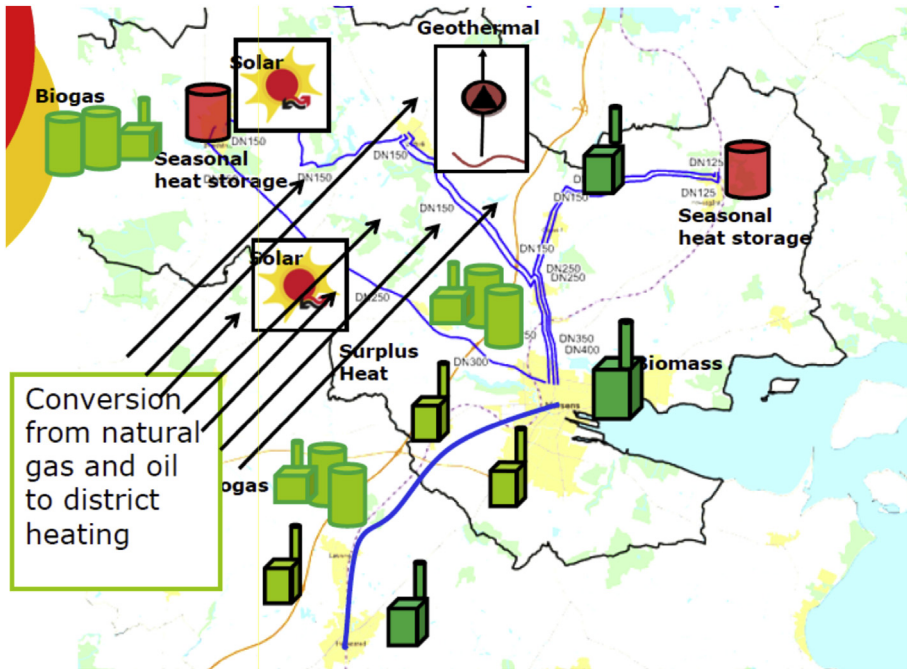 Geothermal
Solar
Biogas
DN150
Seasonal
heat storage
DN150
DN150
DN125
DN125
Seasonal
heat storage
DN150
DN150
DN150
Solar
DN250
DN250
DN250
Surplus
Heat
DN300
DN350
DN400
Biomass
Conversion
from natural
gas and oil
to district
heating
ogas